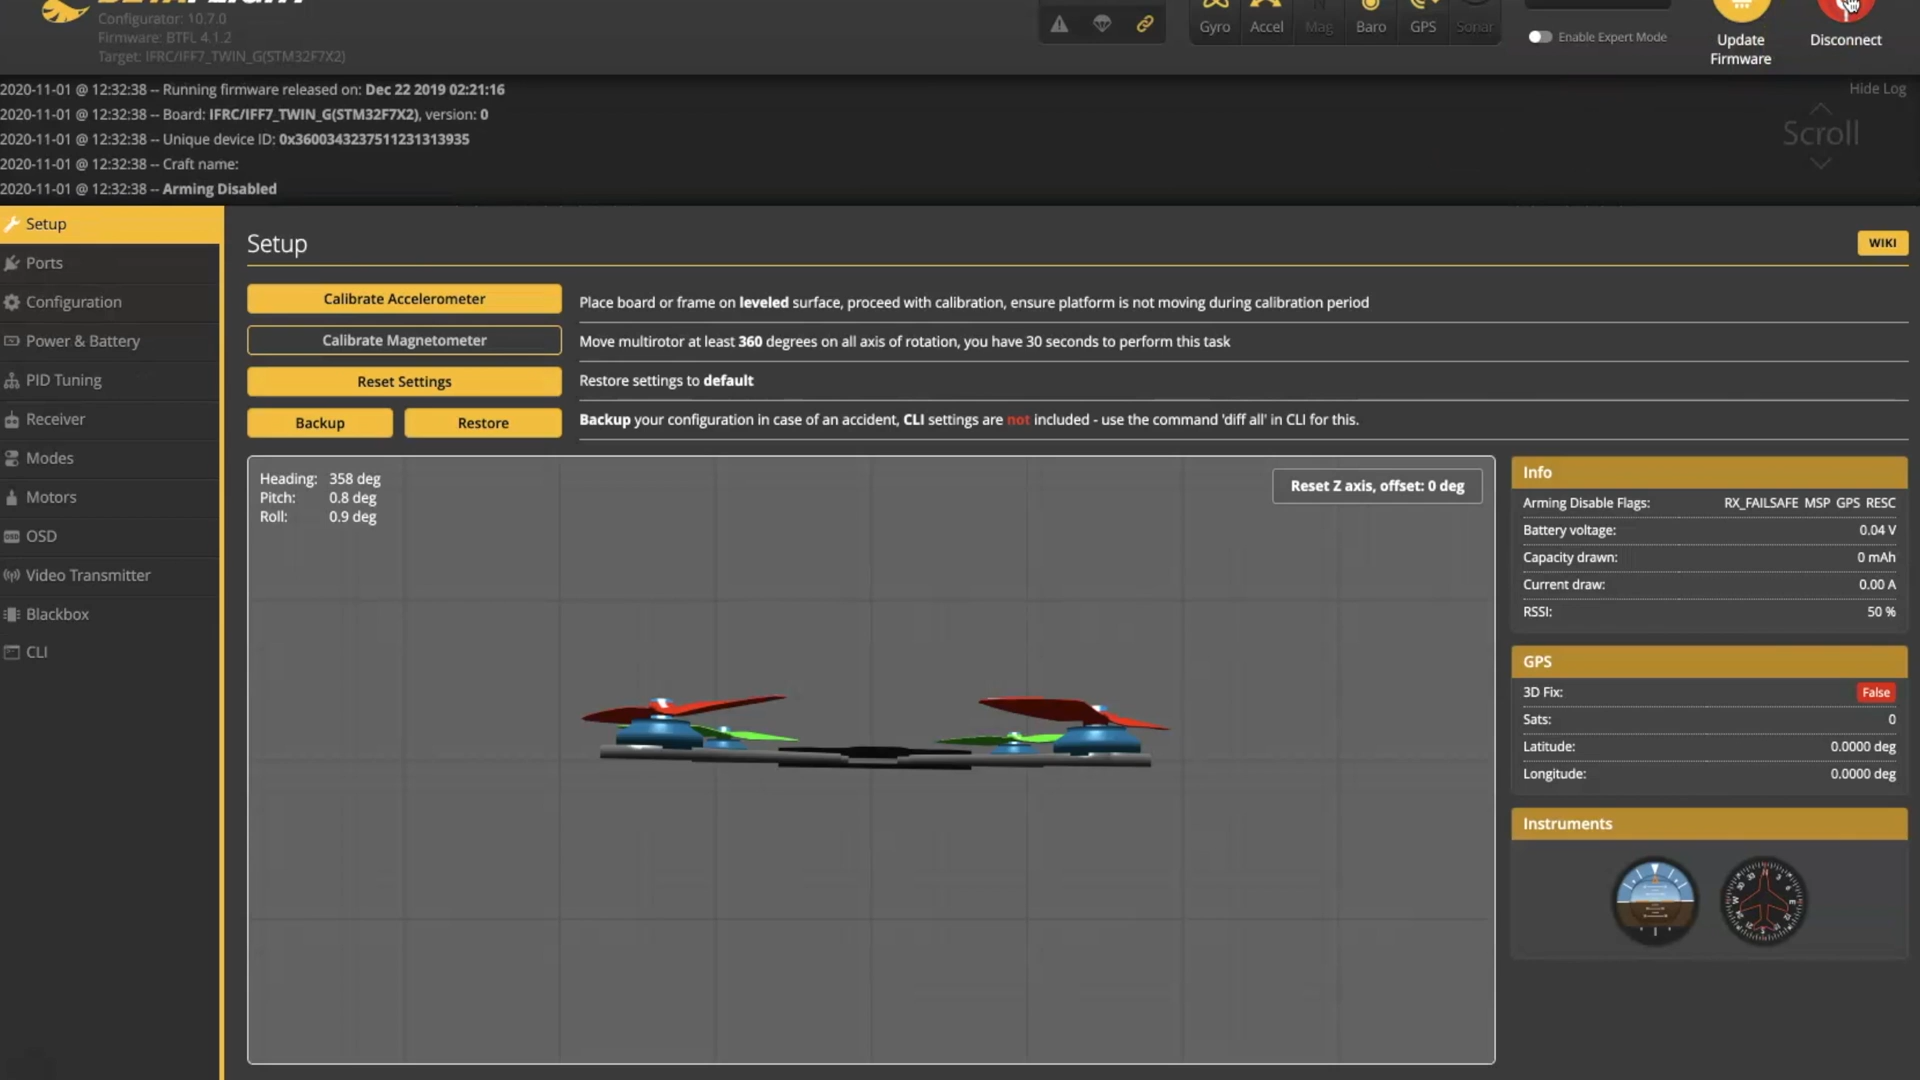 Configurator: 10.7.0
Firmware: BTFL 4.1.2
Target: IFRC/IFF7_TWIN_G(STM32F7X2)
Gyro Accel Mag Baro GPS Sonar
Enable Expert Mode
Update
Firmware
Disconnect
2020-11-01 @ 12:32:38 -- Running firmware released on: Dec 22 2019 02:21:16
2020-11-01 @ 12:32:38 -- Board: IFRC/IFF7_TWIN_G(STM32F7X2), version: 0
2020-11-01 @ 12:32:38 -- Unique device ID: 0x3600343237511231313935
2020-11-01 @ 12:32:38 -- Craft name:
2020-11-01 @ 12:32:38 -- Arming Disabled
Hide Log
Scroll
Setup
Ports
Configuration
Power & Battery
PID Tuning
Receiver
Modes
Motors
OSD
Video Transmitter
Blackbox
CLI
Setup
WIKI
Calibrate Accelerometer
Place board or frame on leveled surface, proceed with calibration, ensure platform is not moving during calibration period
Calibrate Magnetometer
Move multirotor at least 360 degrees on all axis of rotation, you have 30 seconds to perform this task
Reset Settings
Restore settings to default
Backup
Restore
Backup your configuration in case of an accident, CLI settings are not included - use the command 'diff all' in CLI for this.
Heading: 358 deg
Pitch: 0.8 deg
Roll: 0.9 deg
Reset Z axis, offset: 0 deg
Info
Arming Disable Flags: RX_FAILSAFE MSP GPS RESC
Battery voltage: 0.04 V
Capacity drawn: 0 mAh
Current draw: 0.00 A
RSSI: 50 %
GPS
3D Fix: False
Sats: 0
Latitude: 0.0000 deg
Longitude: 0.0000 deg
Instruments